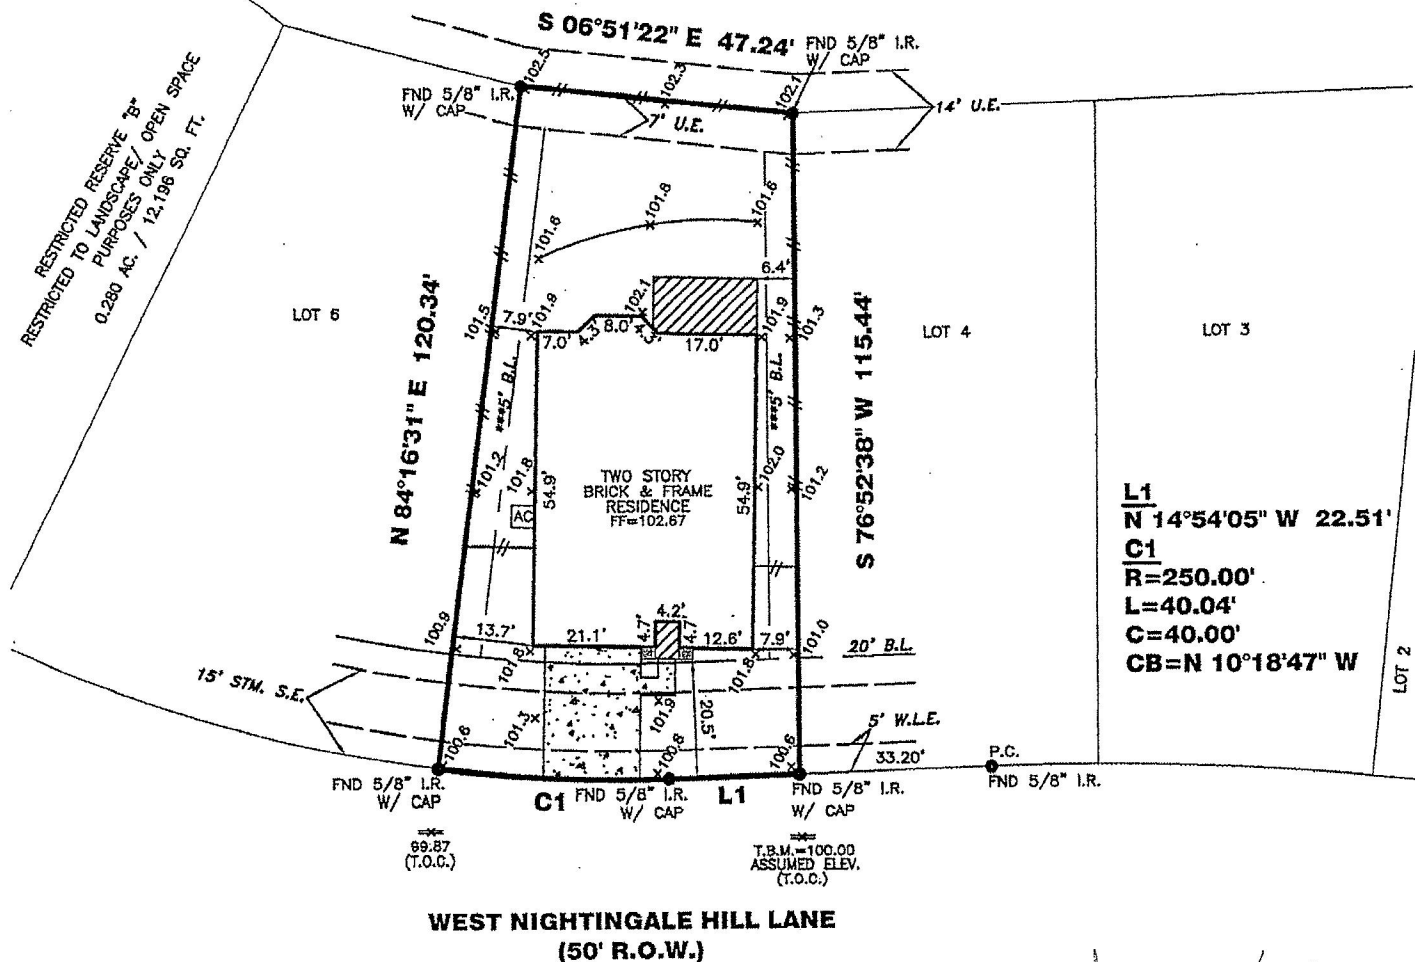 S 06°51'22" E 47.24'
FND 5/8" I.R.
W/ CAP
102.5
102.3
102.1
FND 5/8" I.R.
W/ CAP
7' U.E.
14' U.E.
RESTRICTED RESERVE "B"
RESTRICTED TO LANDSCAPE/ OPEN SPACE
PURPOSES ONLY
0.280 AC. / 12,196 SQ. FT.
101.6
101.8
101.6
6.4'
LOT 6
N 84°16'31" E 120.34'
101.5
7.9'
101.9
102.1
7.0'
4.3'
8.0'
4.3'
17.0'
101.9
101.3
S 76°52'38" W 115.44'
LOT 4
LOT 3
***5' B.L.
***5' B.L.
101.2
101.8
54.9'
AC
TWO STORY
BRICK & FRAME
RESIDENCE
FF=102.67
54.9'
102.0
101.2
L1
N 14°54'05" W 22.51'
C1
R=250.00'
L=40.04'
C=40.00'
CB=N 10°18'47" W
100.9
13.7'
101.8
21.1'
4.7'
4.2'
4.7'
12.6'
7.9'
101.8
101.0
20' B.L.
LOT 2
15' STM. S.E.
101.3
101.9
20.5'
5' W.L.E.
100.6
100.8
100.6
33.20'
P.C.
FND 5/8" I.R.
FND 5/8" I.R.
W/ CAP
C1
FND 5/8" I.R.
W/ CAP
L1
FND 5/8" I.R.
W/ CAP
99.87
(T.O.C.)
T.B.M.=100.00
ASSUMED ELEV.
(T.O.C.)
WEST NIGHTINGALE HILL LANE
(50' R.O.W.)